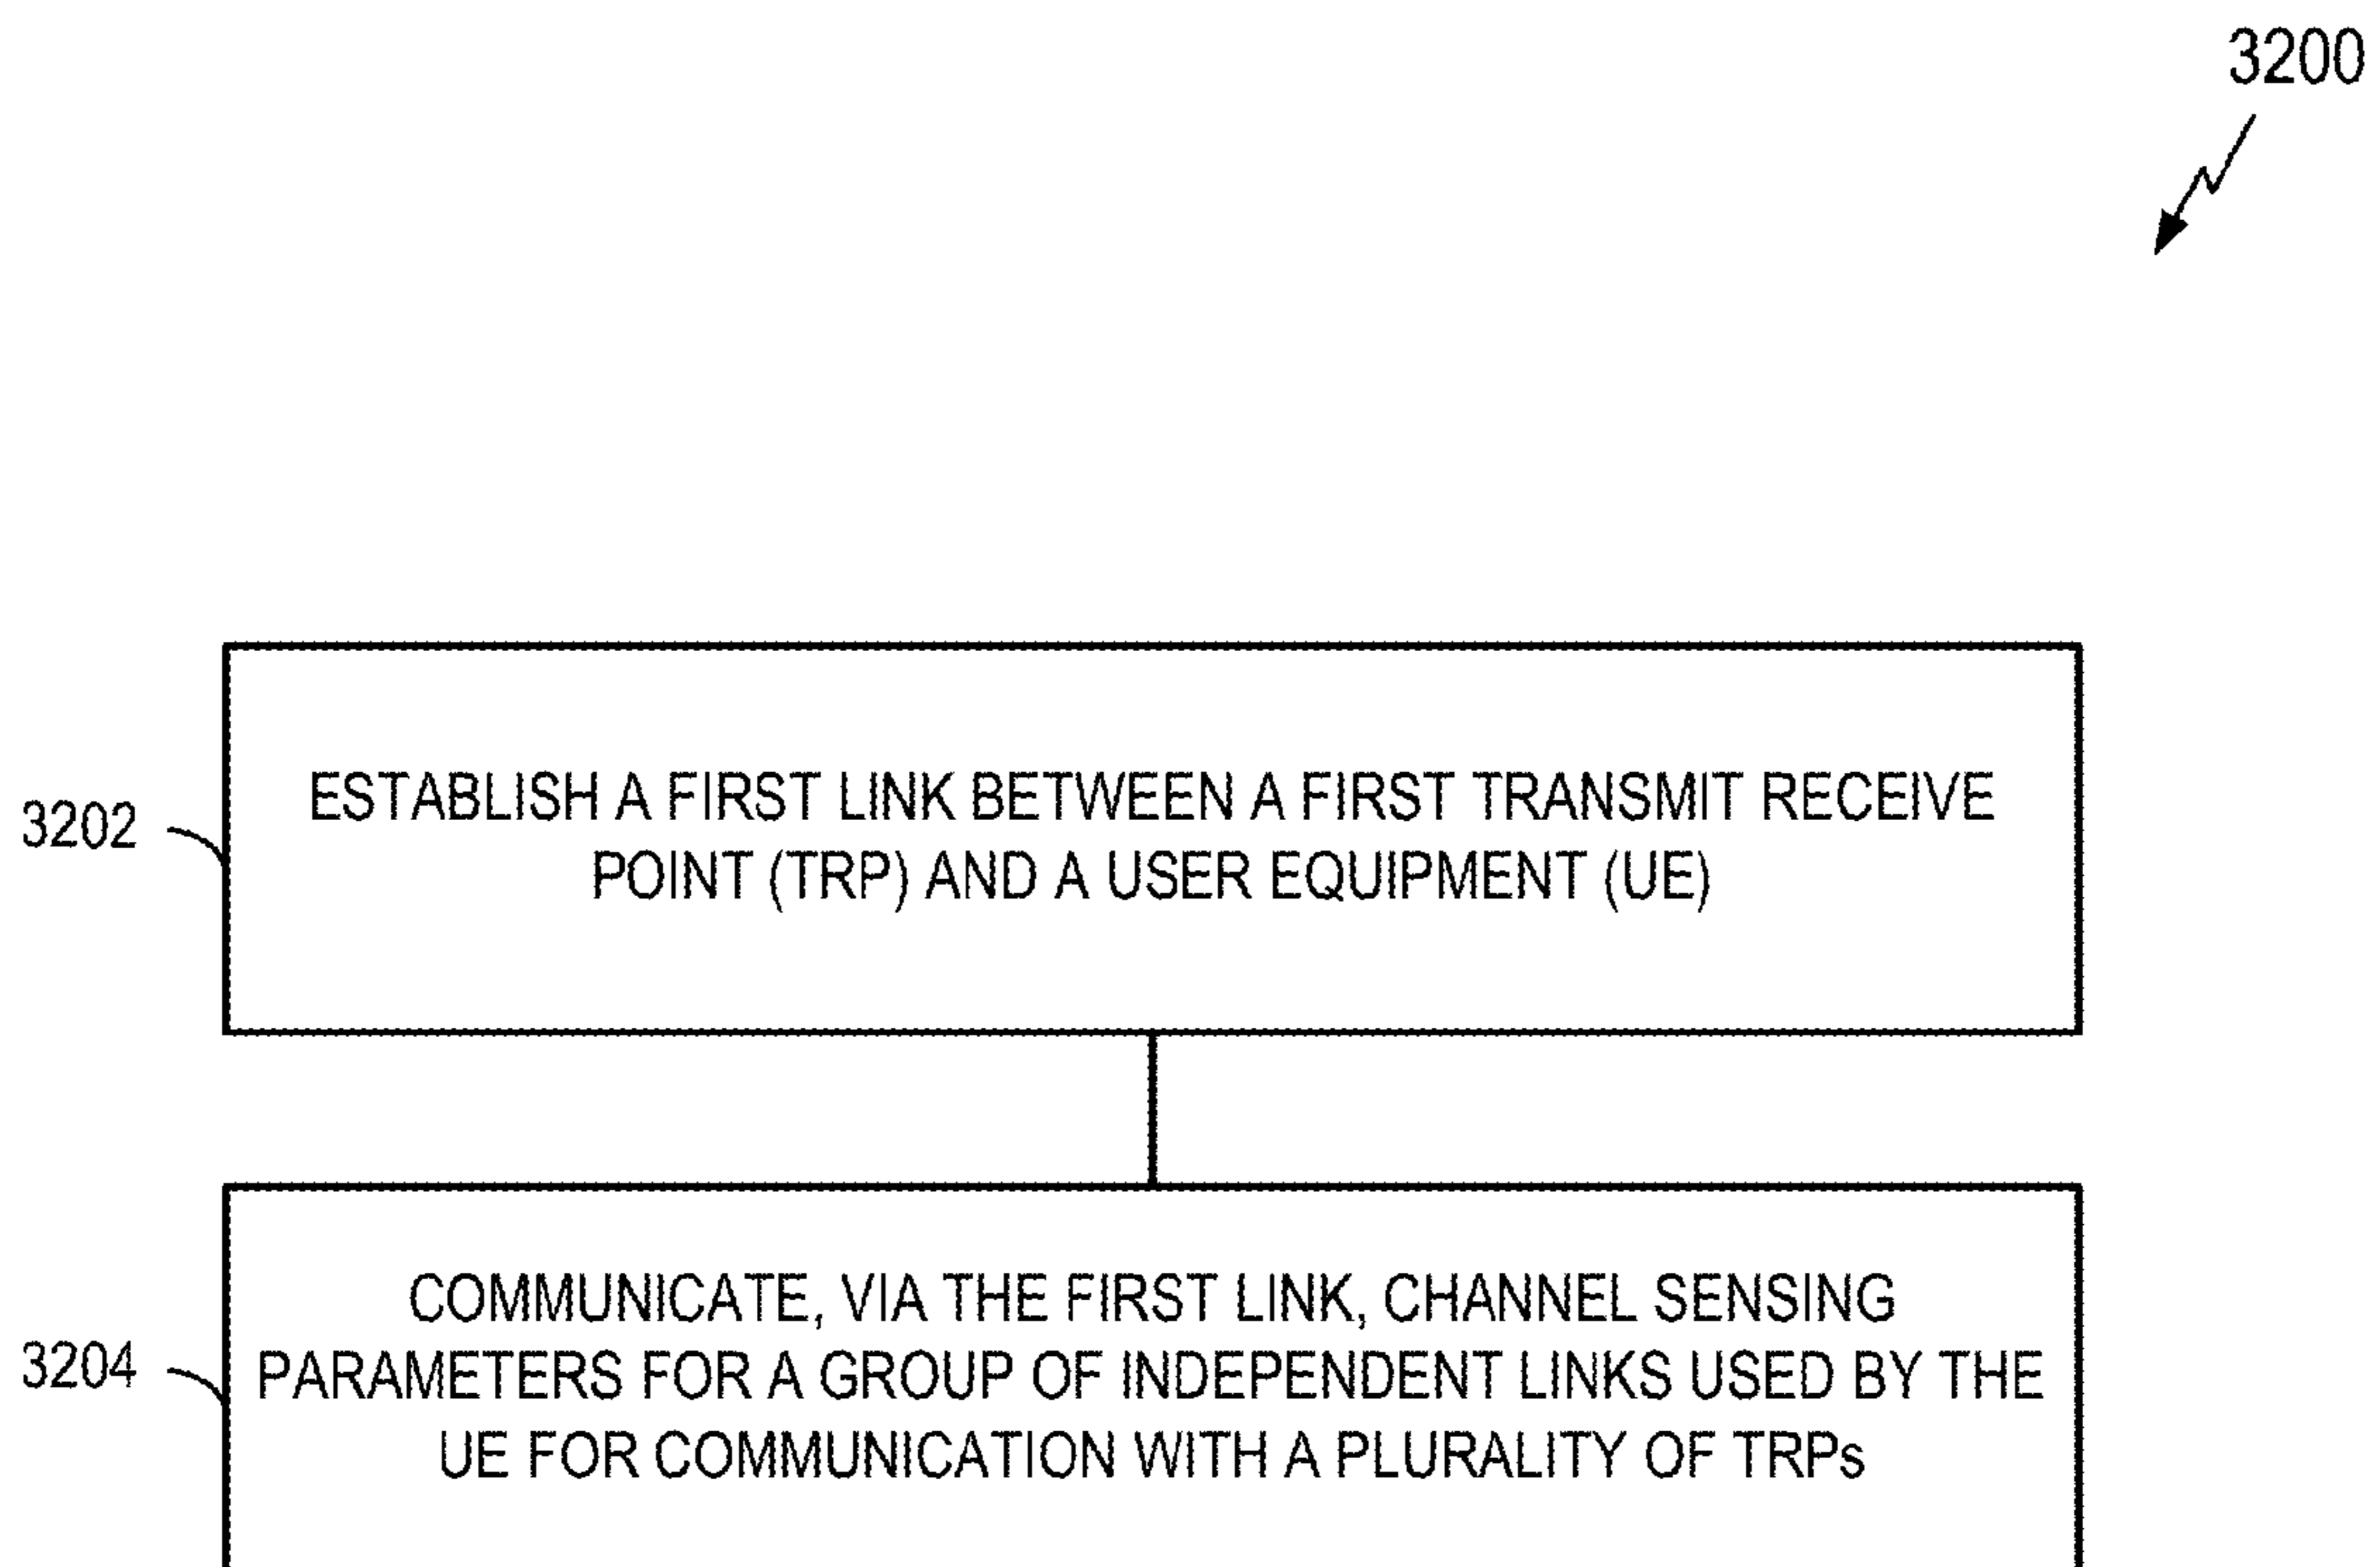 3200
3202
ESTABLISH A FIRST LINK BETWEEN A FIRST TRANSMIT RECEIVE
POINT (TRP) AND A USER EQUIPMENT (UE)
3204
COMMUNICATE, VIA THE FIRST LINK, CHANNEL SENSING
PARAMETERS FOR A GROUP OF INDEPENDENT LINKS USED BY THE
UE FOR COMMUNICATION WITH A PLURALITY OF TRPs